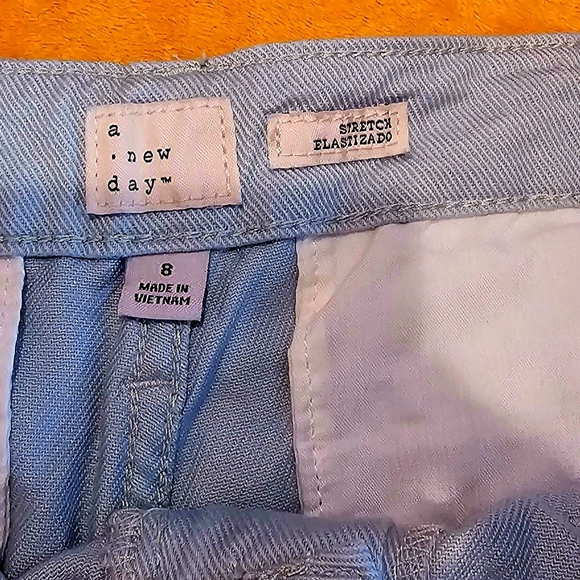 a
· new
day™
STRETCH
ELASTIZADO
8
MADE IN
VIETNAM